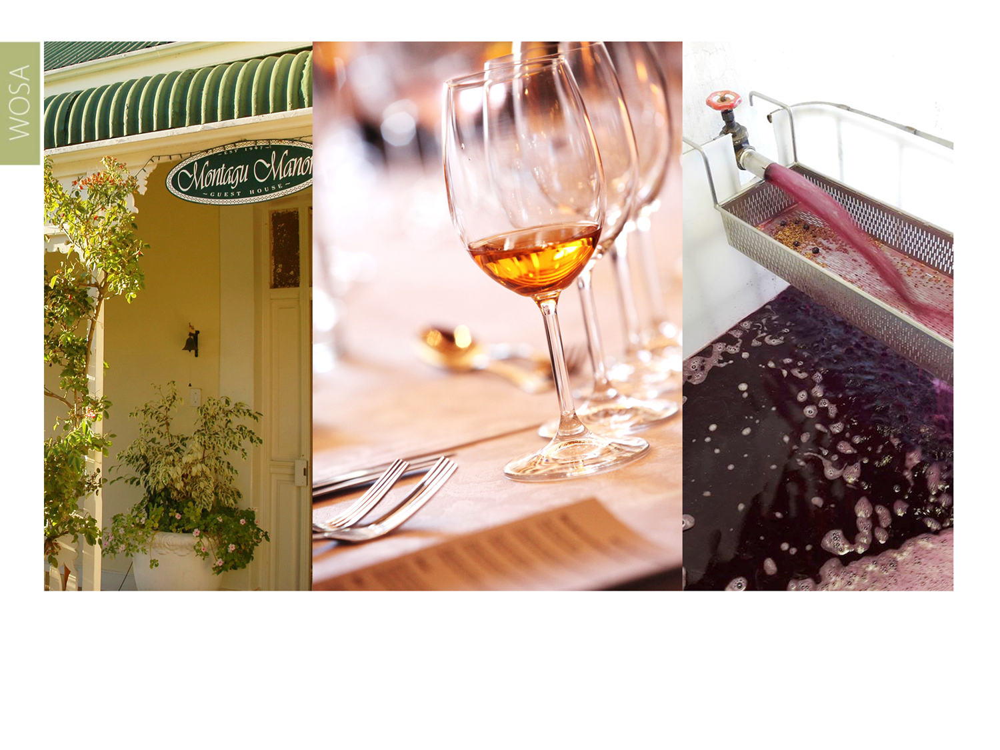 WOSA
~EST 1997~
Montagu Manor
~GUEST HOUSE~